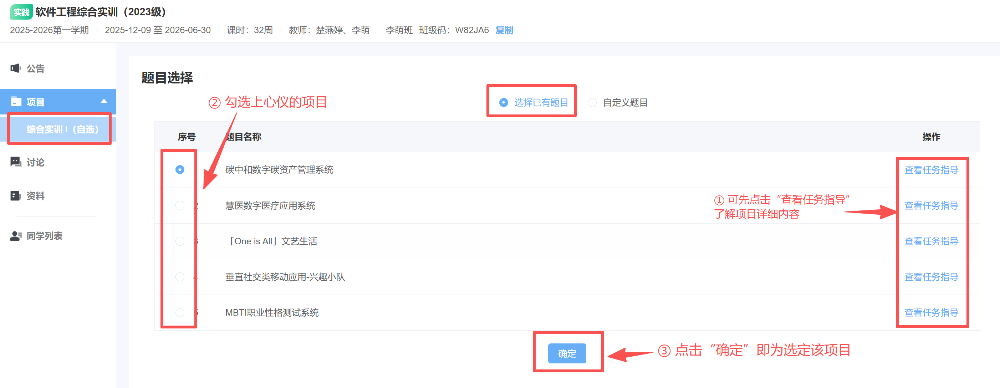 实践 软件工程综合实训（2023级）
2025-2026第一学期 2025-12-09 至 2026-06-30 课时：32周 教师：楚燕婷、李萌 李萌班 班级码：W82JA6 复制
公告
项目
综合实训 I（自选）
讨论
资料
同学列表
题目选择
② 勾选上心仪的项目
选择已有题目 自定义题目
序号 题目名称 操作
碳中和数字碳资产管理系统 查看任务指导
2 慧医数字医疗应用系统 查看任务指导
① 可先点击“查看任务指导”
了解项目详细内容
3 「One is All」文艺生活 查看任务指导
4 垂直社交类移动应用-兴趣小队 查看任务指导
5 MBTI职业性格测试系统 查看任务指导
确定
③ 点击“确定”即为选定该项目